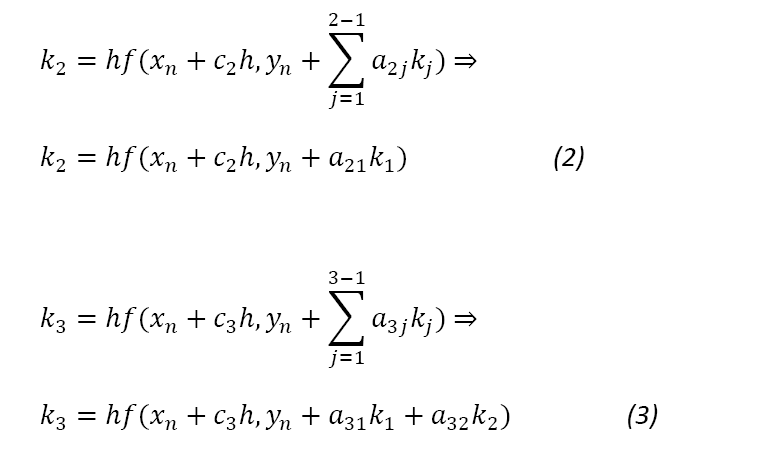 k₂ = hf(xₙ + c₂h, yₙ + ∑_{j=1}^{2−1} a₂ⱼkⱼ) ⇒
k₂ = hf(xₙ + c₂h, yₙ + a₂₁k₁) (2)
k₃ = hf(xₙ + c₃h, yₙ + ∑_{j=1}^{3−1} a₃ⱼkⱼ) ⇒
k₃ = hf(xₙ + c₃h, yₙ + a₃₁k₁ + a₃₂k₂) (3)